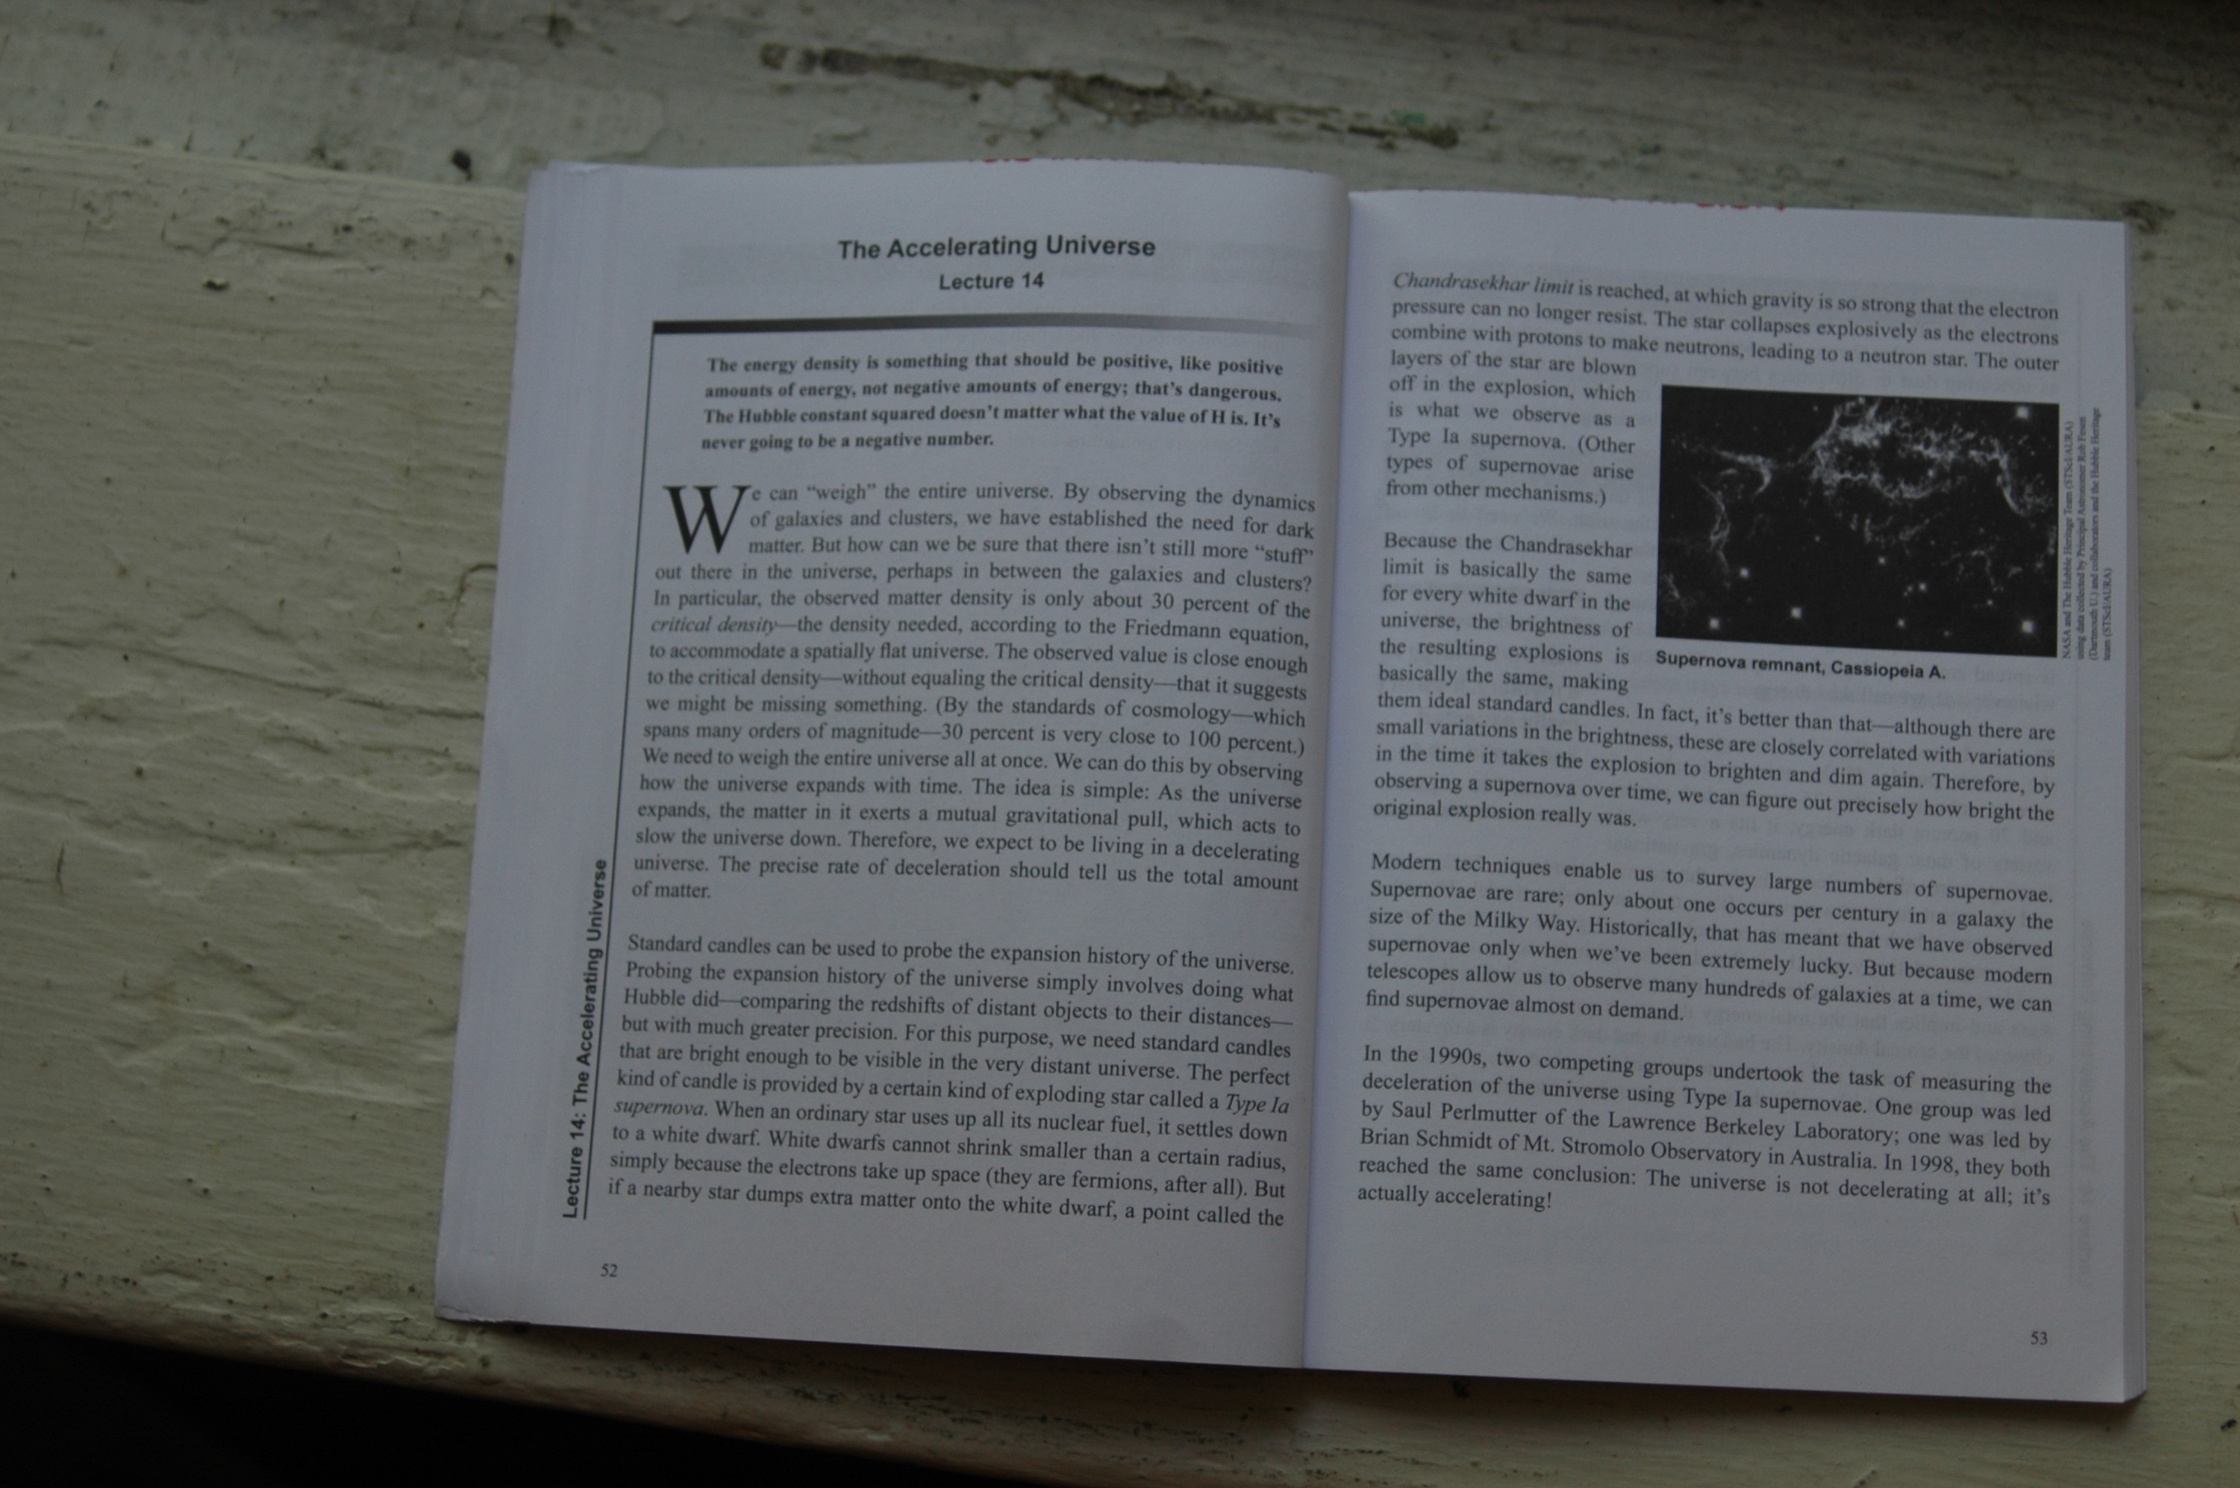 The Accelerating Universe
Lecture 14
The energy density is something that should be positive, like positive
amounts of energy, not negative amounts of energy; that's dangerous.
The Hubble constant squared doesn't matter what the value of H is. It's
never going to be a negative number.
We can “weigh” the entire universe. By observing the dynamics
of galaxies and clusters, we have established the need for dark
matter. But how can we be sure that there isn't still more “stuff”
out there in the universe, perhaps in between the galaxies and clusters?
In particular, the observed matter density is only about 30 percent of the
critical density—the density needed, according to the Friedmann equation,
to accommodate a spatially flat universe. The observed value is close enough
to the critical density—without equaling the critical density—that it suggests
we might be missing something. (By the standards of cosmology—which
spans many orders of magnitude—30 percent is very close to 100 percent.)
We need to weigh the entire universe all at once. We can do this by observing
how the universe expands with time. The idea is simple: As the universe
expands, the matter in it exerts a mutual gravitational pull, which acts to
slow the universe down. Therefore, we expect to be living in a decelerating
universe. The precise rate of deceleration should tell us the total amount
of matter.
Standard candles can be used to probe the expansion history of the universe.
Probing the expansion history of the universe simply involves doing what
Hubble did—comparing the redshifts of distant objects to their distances—
but with much greater precision. For this purpose, we need standard candles
that are bright enough to be visible in the very distant universe. The perfect
kind of candle is provided by a certain kind of exploding star called a Type Ia
supernova. When an ordinary star uses up all its nuclear fuel, it settles down
to a white dwarf. White dwarfs cannot shrink smaller than a certain radius,
simply because the electrons take up space (they are fermions, after all). But
if a nearby star dumps extra matter onto the white dwarf, a point called the
Lecture 14: The Accelerating Universe
52
Chandrasekhar limit is reached, at which gravity is so strong that the electron
pressure can no longer resist. The star collapses explosively as the electrons
combine with protons to make neutrons, leading to a neutron star. The outer
layers of the star are blown
off in the explosion, which
is what we observe as a
Type Ia supernova. (Other
types of supernovae arise
from other mechanisms.)
Because the Chandrasekhar
limit is basically the same
for every white dwarf in the
universe, the brightness of
the resulting explosions is
basically the same, making
them ideal standard candles. In fact, it's better than that—although there are
small variations in the brightness, these are closely correlated with variations
in the time it takes the explosion to brighten and dim again. Therefore, by
observing a supernova over time, we can figure out precisely how bright the
original explosion really was.
Supernova remnant, Cassiopeia A.
NASA and The Hubble Heritage Team (STScI/AURA)
using data collected by Principal Astronomer Rob Fesen
(Dartmouth U.) and collaborators and the Hubble Heritage
team (STScI/AURA)
Modern techniques enable us to survey large numbers of supernovae.
Supernovae are rare; only about one occurs per century in a galaxy the
size of the Milky Way. Historically, that has meant that we have observed
supernovae only when we've been extremely lucky. But because modern
telescopes allow us to observe many hundreds of galaxies at a time, we can
find supernovae almost on demand.
In the 1990s, two competing groups undertook the task of measuring the
deceleration of the universe using Type Ia supernovae. One group was led
by Saul Perlmutter of the Lawrence Berkeley Laboratory; one was led by
Brian Schmidt of Mt. Stromolo Observatory in Australia. In 1998, they both
reached the same conclusion: The universe is not decelerating at all; it's
actually accelerating!
53